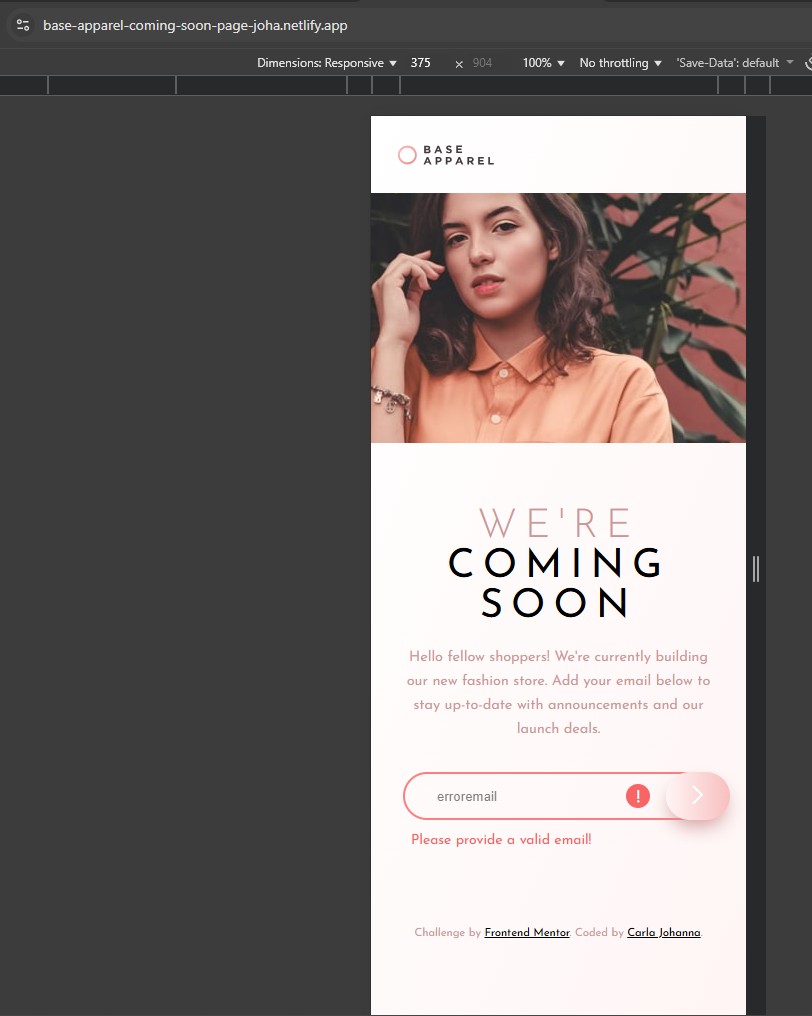 base-apparel-coming-soon-page-joha.netlify.app
Dimensions: Responsive 375 × 904 100% No throttling 'Save-Data': default
BASE
APPAREL
WE'RE
COMING
SOON
Hello fellow shoppers! We're currently building
our new fashion store. Add your email below to
stay up-to-date with announcements and our
launch deals.
erroremail !
Please provide a valid email!
Challenge by Frontend Mentor. Coded by Carla Johanna.